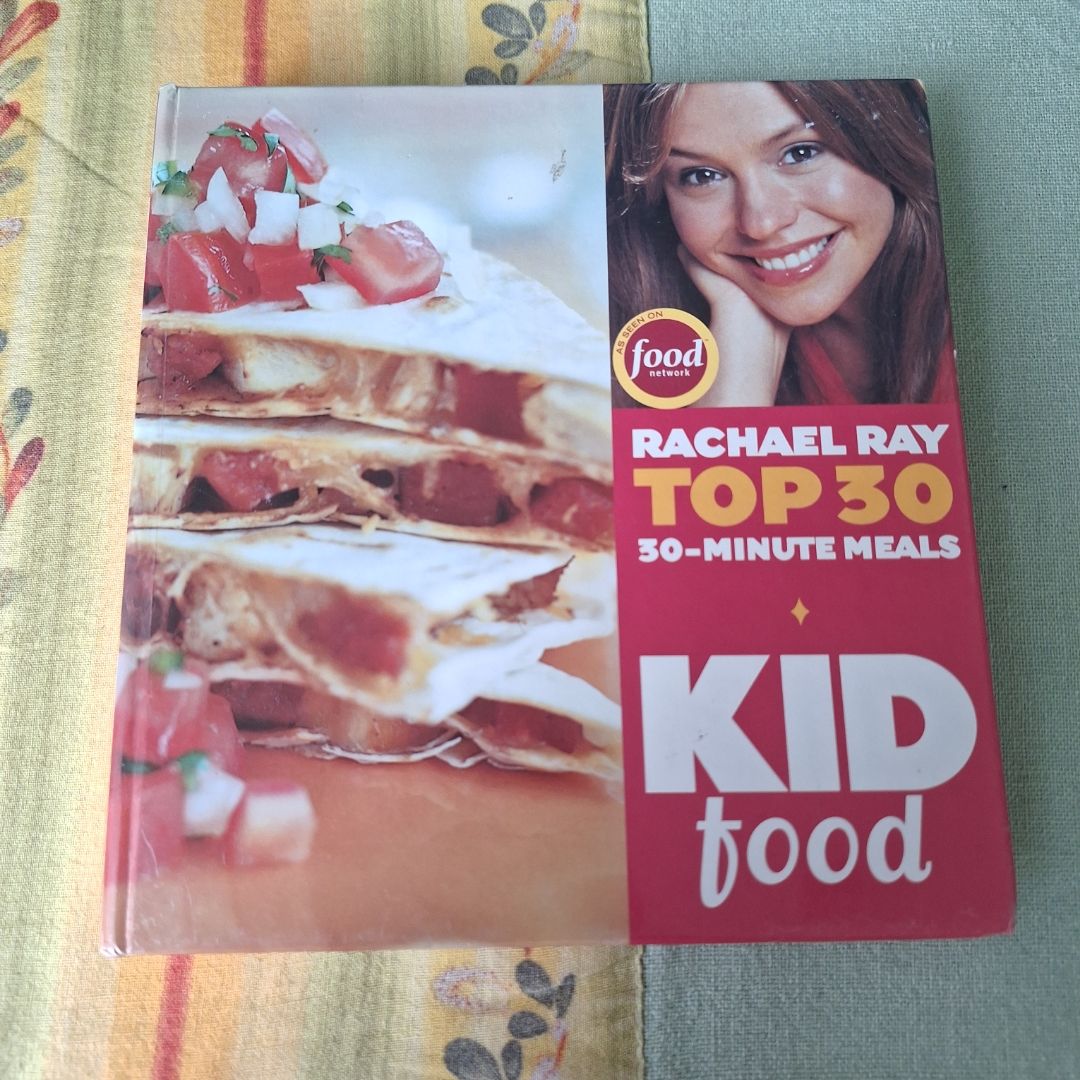 AS SEEN ON
food
network
RACHAEL RAY
TOP 30
30-MINUTE MEALS
KID
food